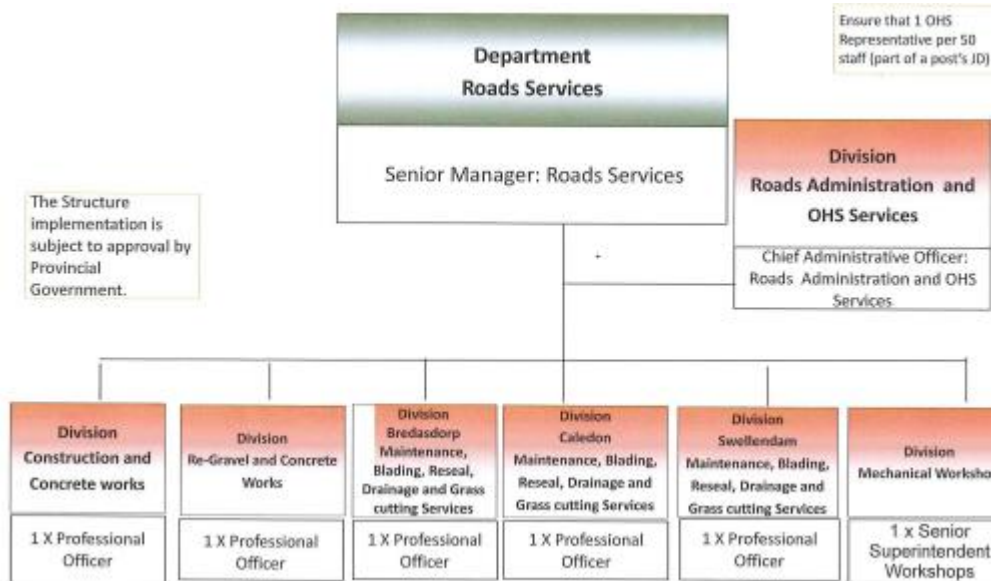 Ensure that 1 OHS
Representative per 50
staff (part of a post's JD)
Department
Roads Services
Senior Manager: Roads Services
Division
Roads Administration and
OHS Services
Chief Administrative Officer:
Roads Administration and OHS
Services
The Structure
implementation is
subject to approval by
Provincial
Government.
Division
Construction and
Concrete works
1 X Professional
Officer
Division
Re-Gravel and Concrete
Works
1 X Professional
Officer
Division
Bredasdorp
Maintenance,
Blading, Reseal,
Drainage and Grass
cutting Services
1 X Professional
Officer
Division
Caledon
Maintenance, Blading,
Reseal, Drainage and
Grass cutting Services
1 X Professional
Officer
Division
Swellendam
Maintenance, Blading,
Reseal, Drainage and
Grass cutting Services
1 X Professional
Officer
Division
Mechanical Workshop
1 x Senior
Superintendent
Workshops